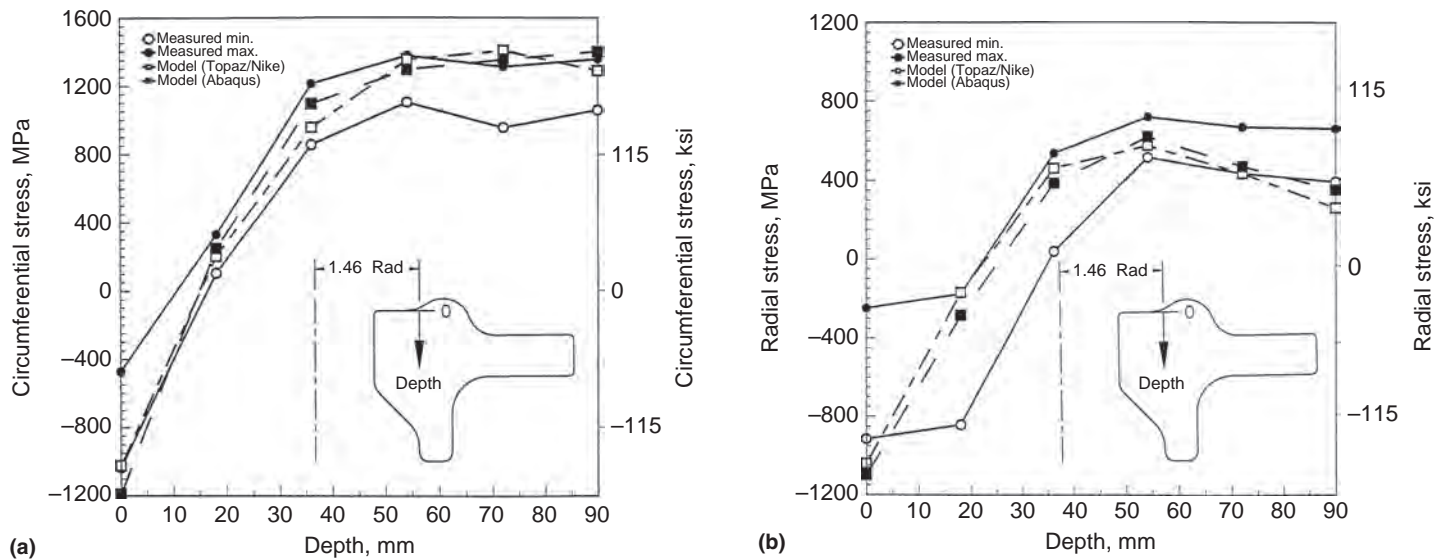 1600
1200
800
400
0
−400
−800
−1200
Circumferential stress, MPa
Measured min.
Measured max.
Model (Topaz/Nike)
Model (Abaqus)
115
0
−115
Circumferential stress, ksi
1.46 Rad
Depth
0 10 20 30 40 50 60 70 80 90
Depth, mm
(a)
1200
800
400
0
−400
−800
−1200
Radial stress, MPa
Measured min.
Measured max.
Model (Topaz/Nike)
Model (Abaqus)
115
0
−115
Radial stress, ksi
1.46 Rad
Depth
0 10 20 30 40 50 60 70 80 90
Depth, mm
(b)